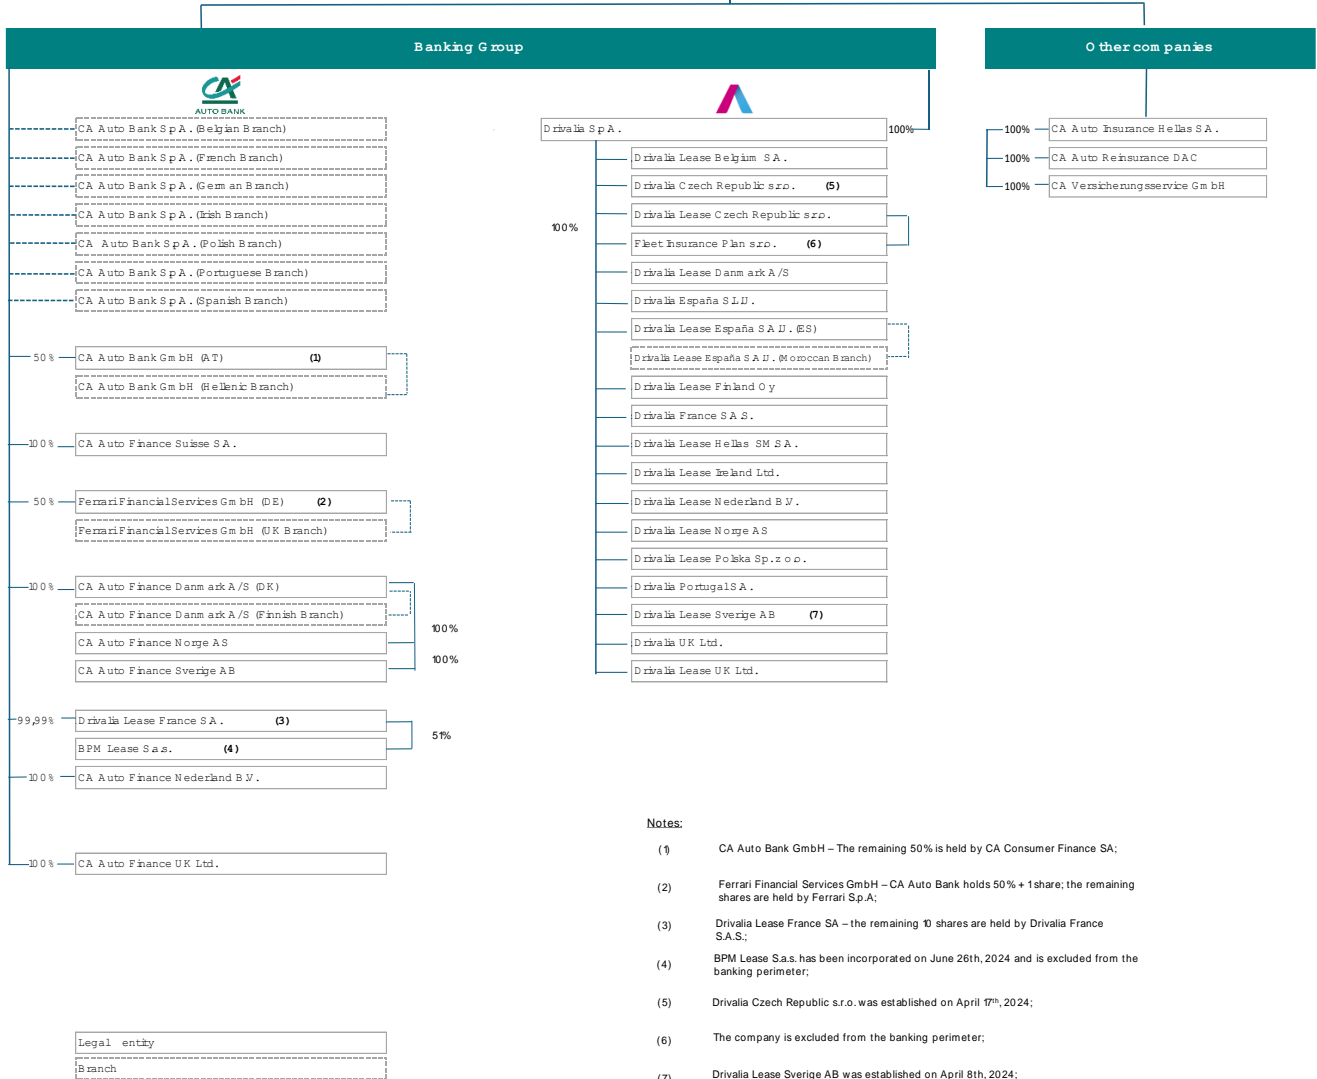 Banking Group
Other companies
CA
AUTO BANK
CA Auto Bank S.p.A. (Belgian Branch)
CA Auto Bank S.p.A. (French Branch)
CA Auto Bank S.p.A. (German Branch)
CA Auto Bank S.p.A. (Irish Branch)
CA Auto Bank S.p.A. (Polish Branch)
CA Auto Bank S.p.A. (Portuguese Branch)
CA Auto Bank S.p.A. (Spanish Branch)
50% CA Auto Bank GmbH (AT) (1)
CA Auto Bank GmbH (Hellenic Branch)
100% CA Auto Finance Suisse S.A.
50% Ferrari Financial Services GmbH (DE) (2)
Ferrari Financial Services GmbH (UK Branch)
100% CA Auto Finance Danmark A/S (DK)
CA Auto Finance Danmark A/S (Finnish Branch)
100%
CA Auto Finance Norge AS
100%
CA Auto Finance Sverige AB
99,99% Drivalia Lease France S.A. (3)
51%
BPM Lease S.a.s. (4)
100% CA Auto Finance Nederland B.V.
100% CA Auto Finance UK Ltd.
Legal entity
Branch
Drivalia S.p.A. 100%
100%
Drivalia Lease Belgium S.A.
Drivalia Czech Republic s.r.o. (5)
Drivalia Lease Czech Republic s.r.o.
Fleet Insurance Plan s.r.o. (6)
Drivalia Lease Danmark A/S
Drivalia España S.L.U.
Drivalia Lease España S.A.U. (ES)
Drivalia Lease España S.A.U. (Moroccan Branch)
Drivalia Lease Finland Oy
Drivalia France S.A.S.
Drivalia Lease Hellas SM S.A.
Drivalia Lease Ireland Ltd.
Drivalia Lease Nederland B.V.
Drivalia Lease Norge AS
Drivalia Lease Polska Sp. z o.o.
Drivalia Portugal S.A.
Drivalia Lease Sverige AB (7)
Drivalia UK Ltd.
Drivalia Lease UK Ltd.
100% CA Auto Insurance Hellas S.A.
100% CA Auto Reinsurance DAC
100% CA Versicherungsservice GmbH
Notes:
(1) CA Auto Bank GmbH – The remaining 50% is held by CA Consumer Finance SA;
(2) Ferrari Financial Services GmbH – CA Auto Bank holds 50% + 1 share; the remaining
shares are held by Ferrari S.p.A;
(3) Drivalia Lease France SA – the remaining 10 shares are held by Drivalia France
S.A.S.;
(4) BPM Lease S.a.s. has been incorporated on June 26th, 2024 and is excluded from the
banking perimeter;
(5) Drivalia Czech Republic s.r.o. was established on April 17th, 2024;
(6) The company is excluded from the banking perimeter;
(7) Drivalia Lease Sverige AB was established on April 8th, 2024;